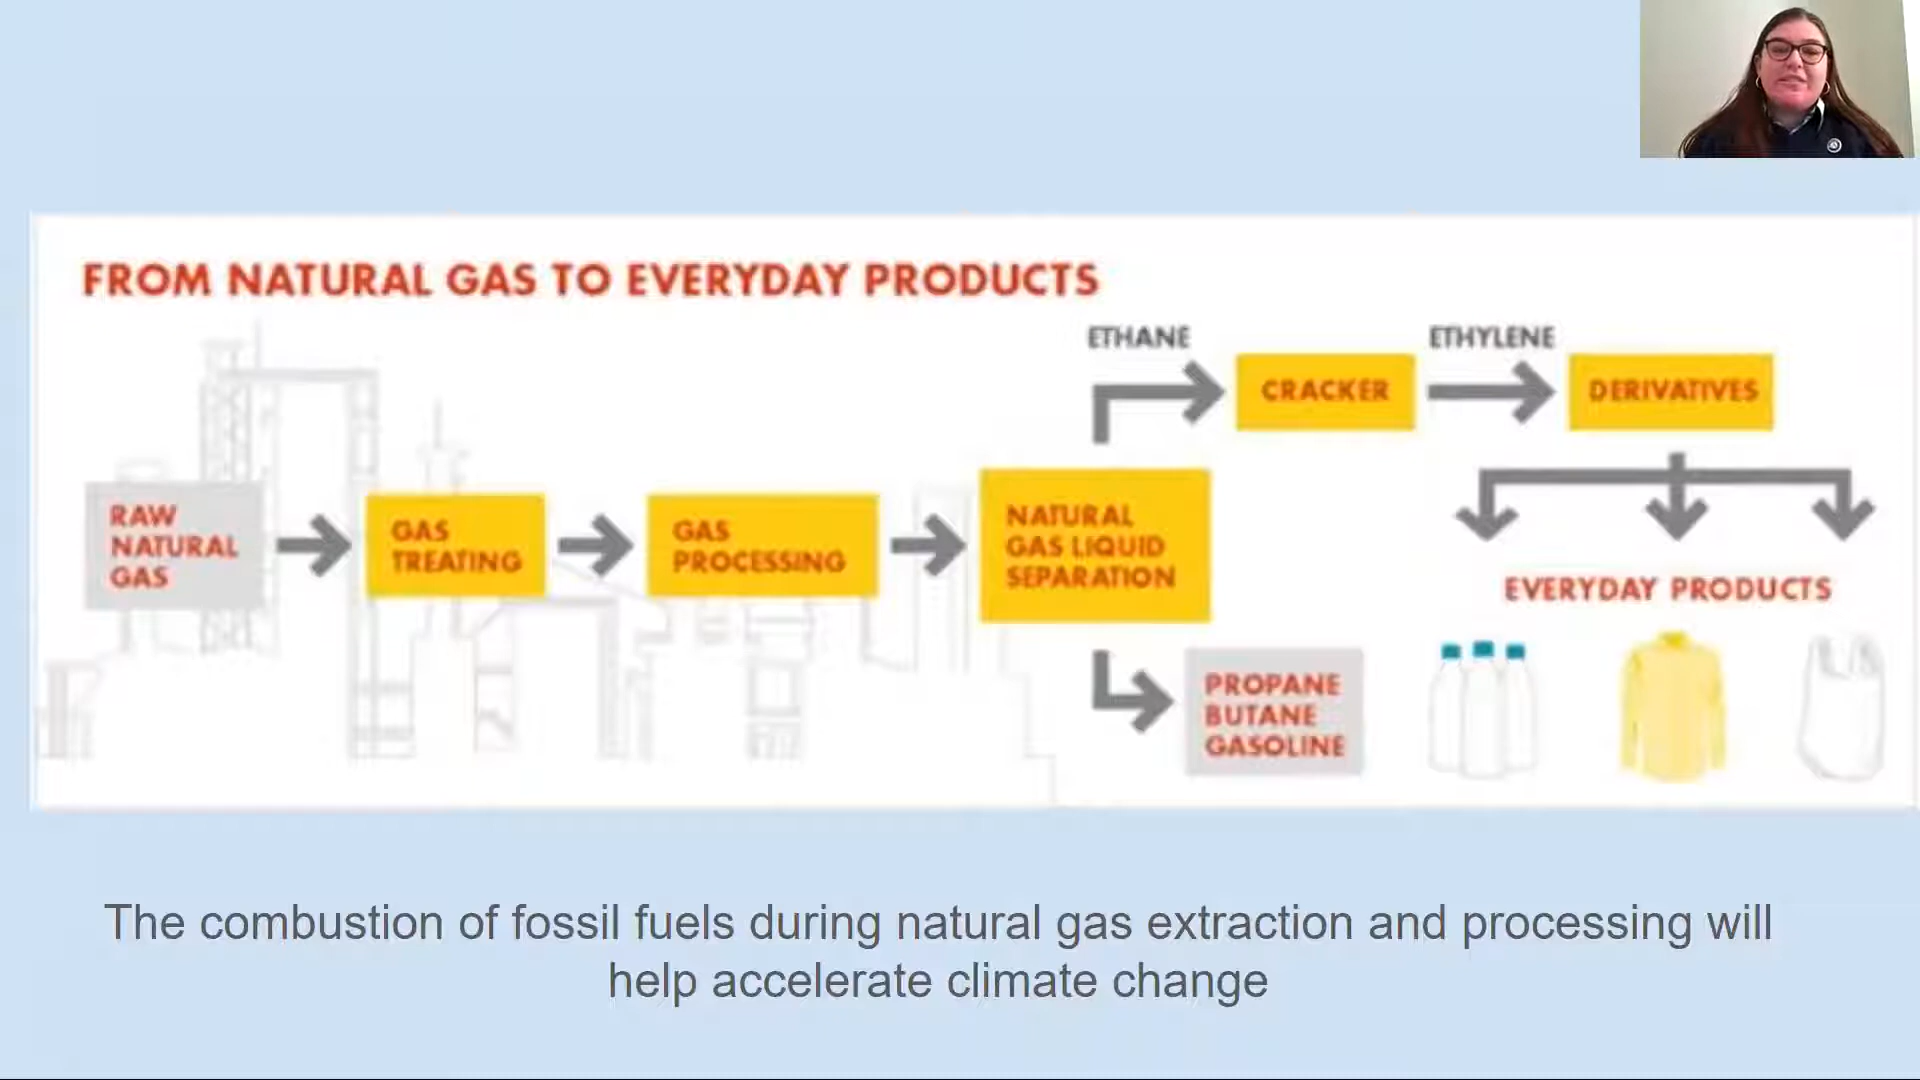 FROM NATURAL GAS TO EVERYDAY PRODUCTS
RAW
NATURAL
GAS
GAS
TREATING
GAS
PROCESSING
NATURAL
GAS LIQUID
SEPARATION
ETHANE
CRACKER
ETHYLENE
DERIVATIVES
PROPANE
BUTANE
GASOLINE
EVERYDAY PRODUCTS
The combustion of fossil fuels during natural gas extraction and processing will
help accelerate climate change